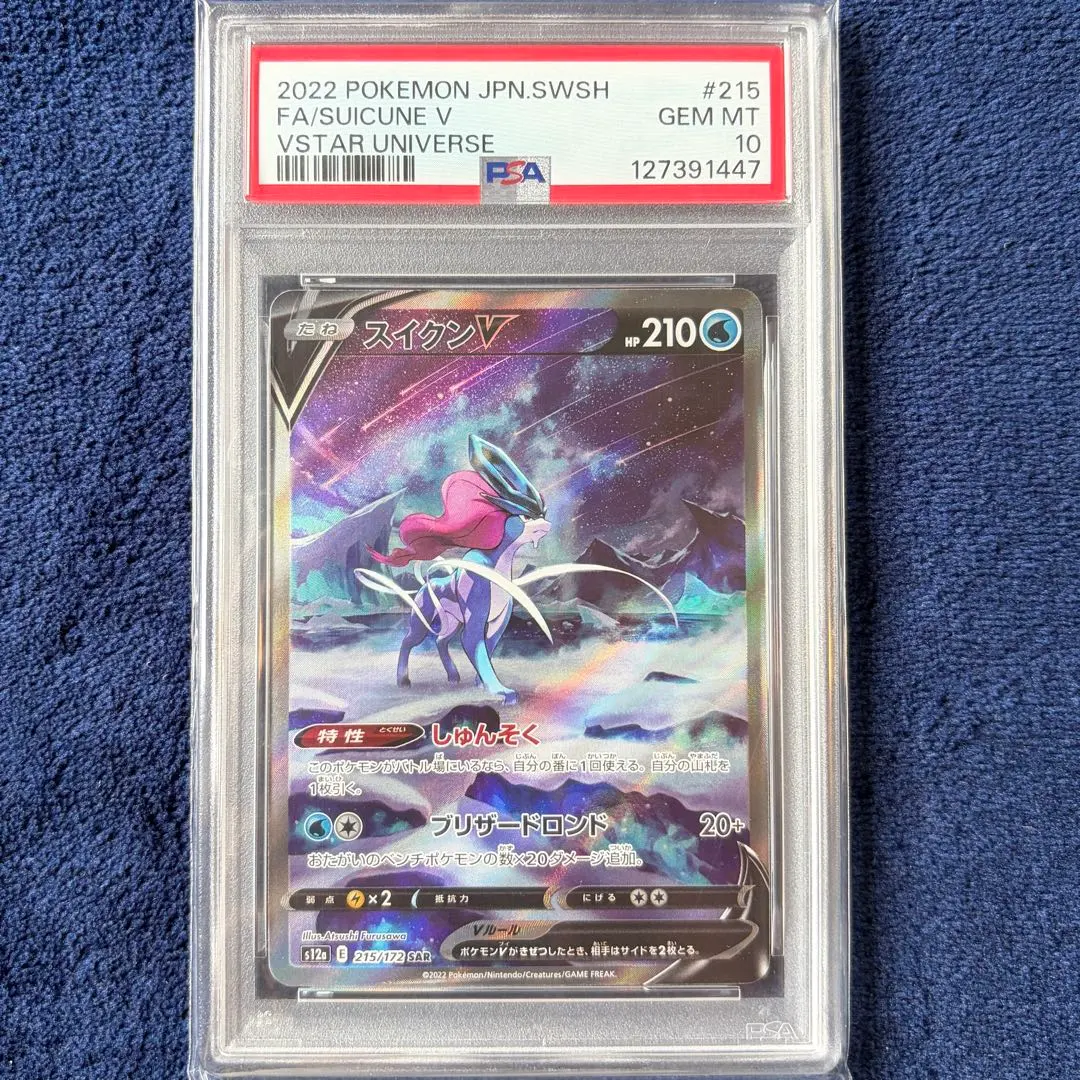 2022 POKEMON JPN.SWSH #215
FA/SUICUNE V GEM MT
VSTAR UNIVERSE 10
PSA 127391447
たね スイクンV HP210
特性 とくせい しゅんそく
このポケモンがバトル場にいるなら、自分の番に1回使える。自分の山札を
1枚引く。
ブリザードロンド 20+
おたがいのベンチポケモンの数×20ダメージ追加。
弱点 ×2 抵抗力 にげる
Illus.Atsushi Furusawa
Vルール
s12a E 215/172 SAR
ポケモンVがきぜつしたとき、相手はサイドを2枚とる。
©2022 Pokémon/Nintendo/Creatures/GAME FREAK.
PSA